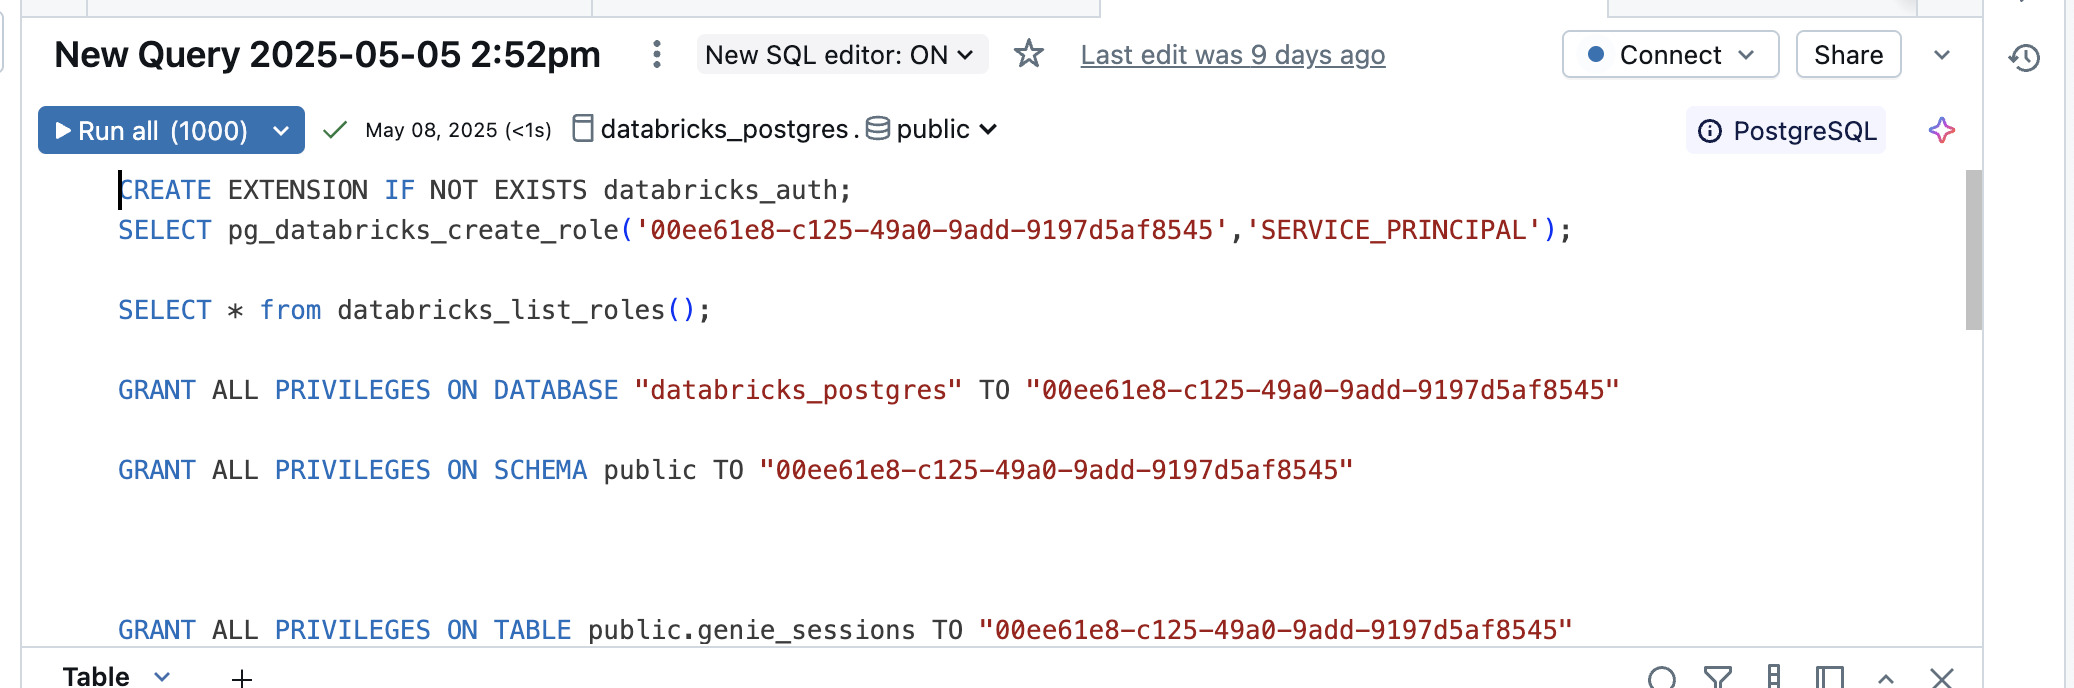 New Query 2025-05-05 2:52pm New SQL editor: ON Last edit was 9 days ago Connect Share
Run all (1000) May 08, 2025 (<1s) databricks_postgres . public PostgreSQL
CREATE EXTENSION IF NOT EXISTS databricks_auth;
SELECT pg_databricks_create_role('00ee61e8-c125-49a0-9add-9197d5af8545','SERVICE_PRINCIPAL');
SELECT * from databricks_list_roles();
GRANT ALL PRIVILEGES ON DATABASE "databricks_postgres" TO "00ee61e8-c125-49a0-9add-9197d5af8545"
GRANT ALL PRIVILEGES ON SCHEMA public TO "00ee61e8-c125-49a0-9add-9197d5af8545"
GRANT ALL PRIVILEGES ON TABLE public.genie_sessions TO "00ee61e8-c125-49a0-9add-9197d5af8545"
Table +